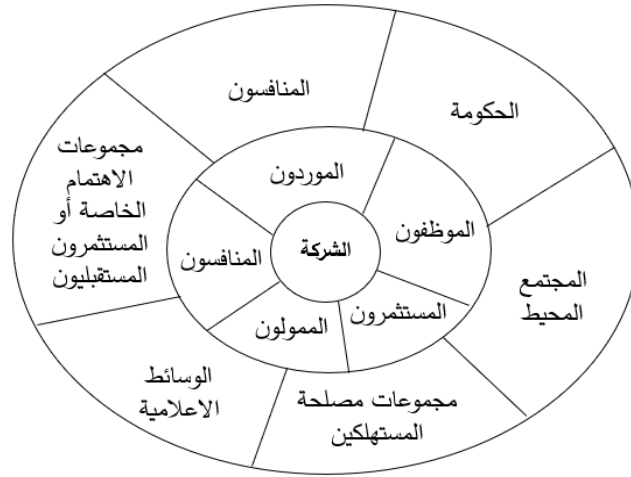 المنافسون
الحكومة
مجموعات
الاهتمام
الخاصة أو
المستثمرون
المستقبليون
الموردون
الموظفون
المنافسون
الشركة
المجتمع
المحيط
المستثمرون
الممولون
الوسائط
الاعلامية
مجموعات مصلحة
المستهلكين